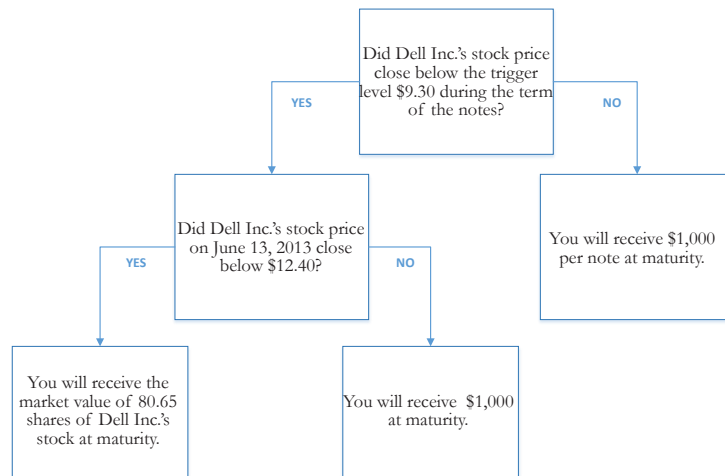 Did Dell Inc.'s stock price
close below the trigger
level $9.30 during the term
of the notes?
YES
NO
Did Dell Inc.'s stock price
on June 13, 2013 close
below $12.40?
You will receive $1,000
per note at maturity.
YES
NO
You will receive the
market value of 80.65
shares of Dell Inc.'s
stock at maturity.
You will receive $1,000
at maturity.